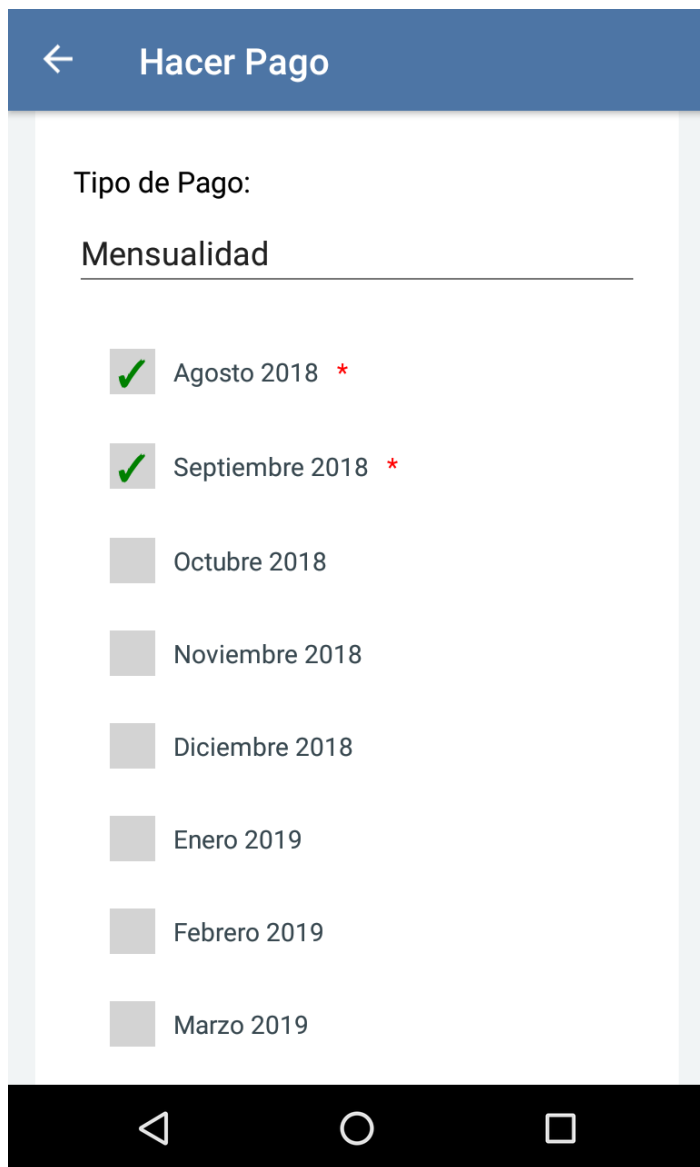 Hacer Pago
Tipo de Pago:
Mensualidad
Agosto 2018 *
Septiembre 2018 *
Octubre 2018
Noviembre 2018
Diciembre 2018
Enero 2019
Febrero 2019
Marzo 2019